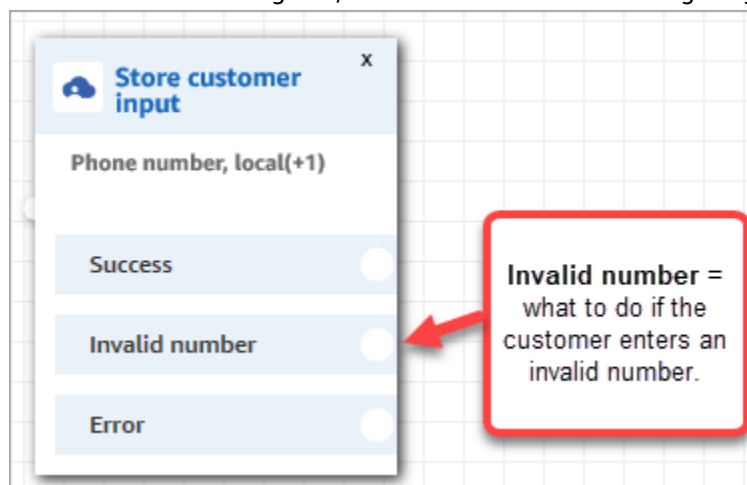 Store customer
input
x
Phone number, local(+1)
Success
Invalid number
Error
Invalid number =
what to do if the
customer enters an
invalid number.